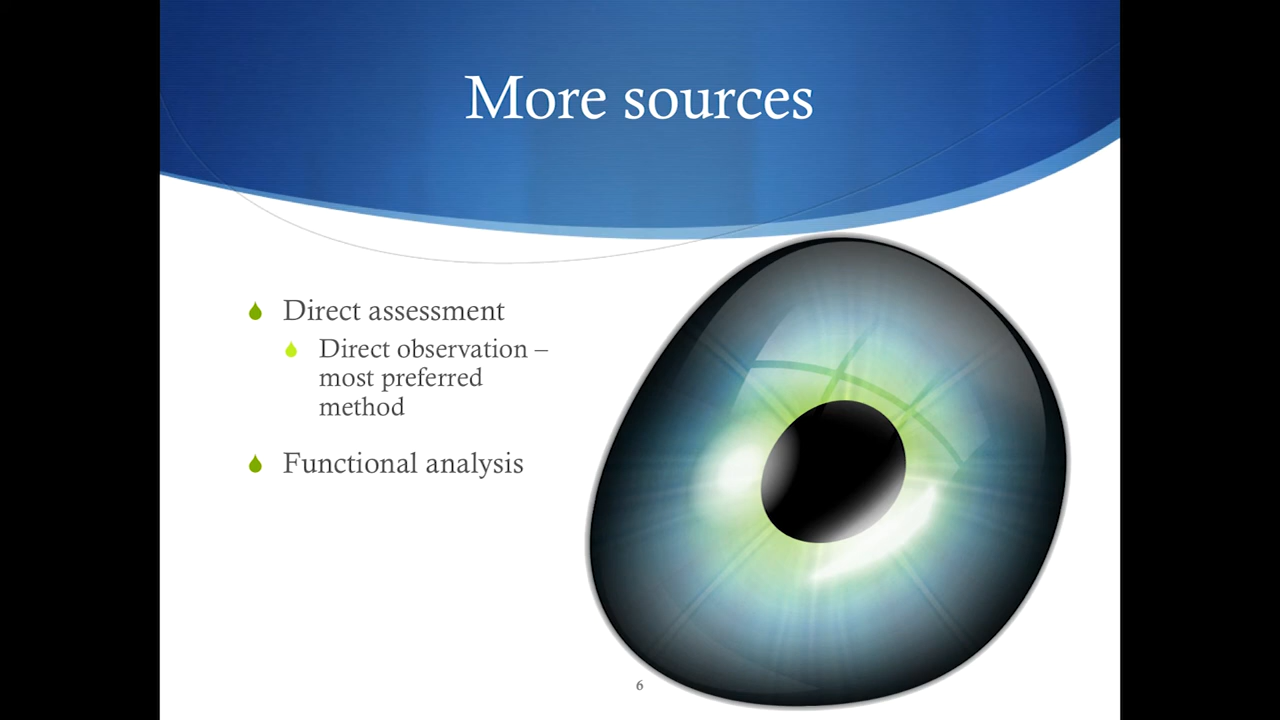 More sources
Direct assessment
Direct observation –
most preferred
method
Functional analysis
6